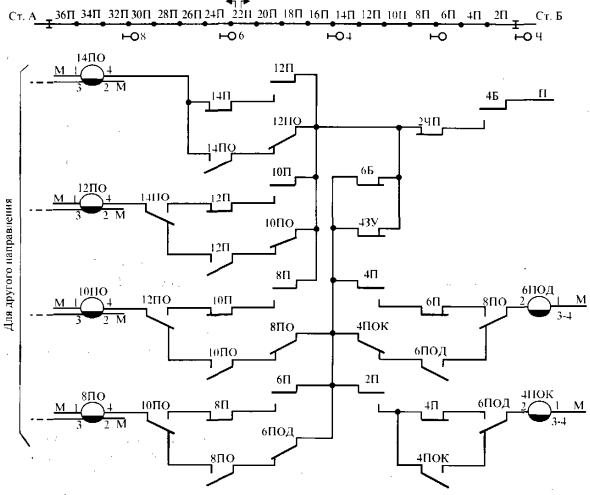 Ст. А 36П 34П 32П 30П 28П 26П 24П 22П 20П 18П 16П 14П 12П 10П 8П 6П 4П 2П Ст. Б
8 6 4 6 Ч
14ПО 12П 4Б П
М 1 4 14П 12ПО 2ЧП
3 2 М 14ПО
12ПО 10П 6Б
М 1 4 14ПО 12П 10ПО 4ЗУ
3 2 М 12П
10ПО 8П 4П 6ПОД
М 1 4 12ПО 10П 8ПО 4ПОК 6П 8ПО 2 1 М
3 2 М 10ПО 6ПОД 3-4
8ПО 6П 2П 4ПОК
М 1 4 10ПО 8П 6ПОД 4П 6ПОД 2 1 М
3 2 М 8ПО 4ПОК 3-4
Для другого направления